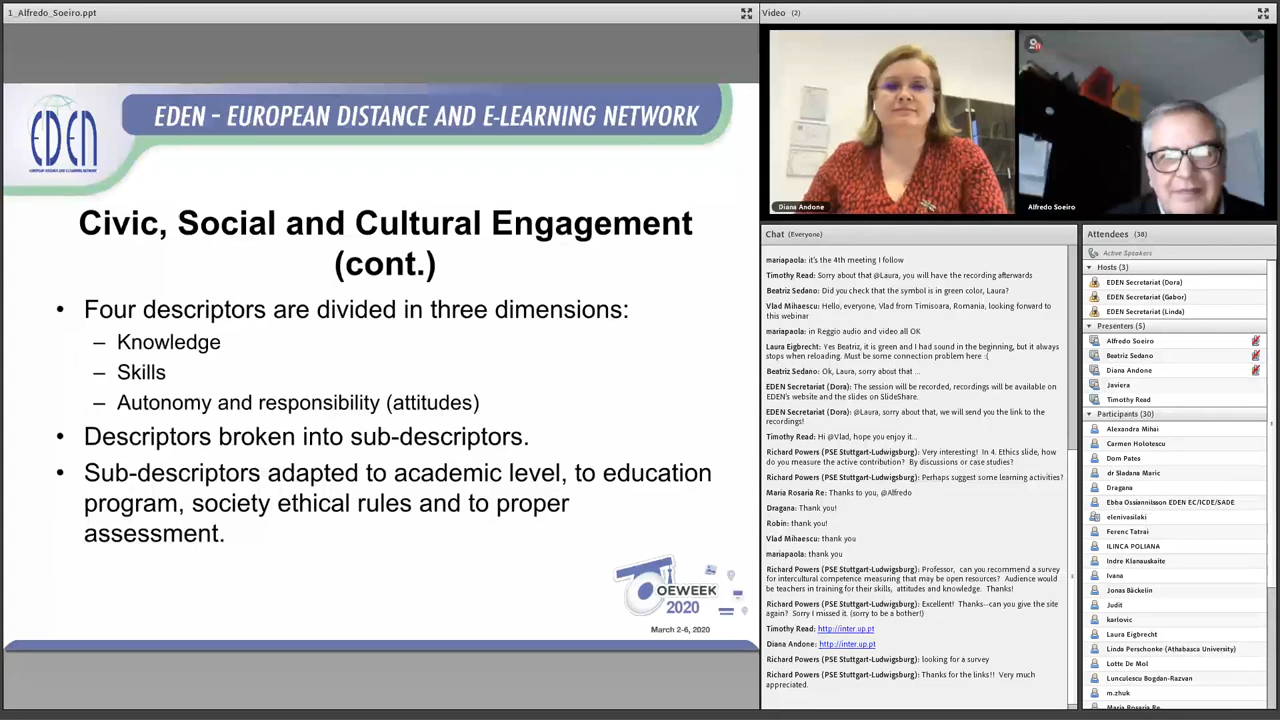 1_Alfredo_Soeiro.ppt
EDEN
EUROPEAN DISTANCE AND E-LEARNING NETWORK
EDEN – EUROPEAN DISTANCE AND E-LEARNING NETWORK
Civic, Social and Cultural Engagement
(cont.)
• Four descriptors are divided in three dimensions:
– Knowledge
– Skills
– Autonomy and responsibility (attitudes)
• Descriptors broken into sub-descriptors.
• Sub-descriptors adapted to academic level, to education
program, society ethical rules and to proper
assessment.
OEWEEK
2020
March 2-6, 2020
Video (2)
Diana Andone
Alfredo Soeiro
Chat (Everyone)
mariapaola: it's the 4th meeting I follow
Timothy Read: Sorry about that @Laura, you will have the recording afterwards
Beatriz Sedano: Did you check that the symbol is in green color, Laura?
Vlad Mihaescu: Hello, everyone, Vlad from Timisoara, Romania, looking forward to
this webinar
mariapaola: in Reggio audio and video all OK
Laura Eigbrecht: Yes Beatriz, it is green and I had sound in the beginning, but it always
stops when reloading. Must be some connection problem here :(
Beatriz Sedano: Ok, Laura, sorry about that ...
EDEN Secretariat (Dora): The session will be recorded, recordings will be available on
EDEN's website and the slides on SlideShare.
EDEN Secretariat (Dora): @Laura, sorry about that, we will send you the link to the
recordings!
Timothy Read: Hi @Vlad, hope you enjoy it...
Richard Powers (PSE Stuttgart-Ludwigsburg): Very interesting! In 4. Ethics slide, how
do you measure the active contribution? By discussions or case studies?
Richard Powers (PSE Stuttgart-Ludwigsburg): Perhaps suggest some learning activities?
Maria Rosaria Re: Thanks to you, @Alfredo
Dragana: Thank you!
Robin: thank you!
Vlad Mihaescu: thank you
mariapaola: thank you
Richard Powers (PSE Stuttgart-Ludwigsburg): Professor, can you recommend a survey
for intercultural competence measuring that may be open resources? Audience would
be teachers in training for their skills, attitudes and knowledge. Thanks!
Richard Powers (PSE Stuttgart-Ludwigsburg): Excellent! Thanks--can you give the site
again? Sorry I missed it. (sorry to be a bother!)
Timothy Read: http://inter.up.pt
Diana Andone: http://inter.up.pt
Richard Powers (PSE Stuttgart-Ludwigsburg): looking for a survey
Richard Powers (PSE Stuttgart-Ludwigsburg): Thanks for the links!! Very much
appreciated.
Attendees (38)
Active Speakers
Hosts (3)
EDEN Secretariat (Dora)
EDEN Secretariat (Gabor)
EDEN Secretariat (Linda)
Presenters (5)
Alfredo Soeiro
Beatriz Sedano
Diana Andone
Javiera
Timothy Read
Participants (30)
Alexandra Mihai
Carmen Holotescu
Dom Pates
dr Sladana Maric
Dragana
Ebba Ossiannilsson EDEN EC/ICDE/SADE
elenivasilaki
Ferenc Tatrai
ILINCA POLIANA
Indre Klanauskaite
Ivana
Jonas Bäckelin
Judit
karlovic
Laura Eigbrecht
Linda Perschonke (Athabasca University)
Lotte De Mol
Lunculescu Bogdan-Razvan
m.zhuk
Maria Rosaria Re